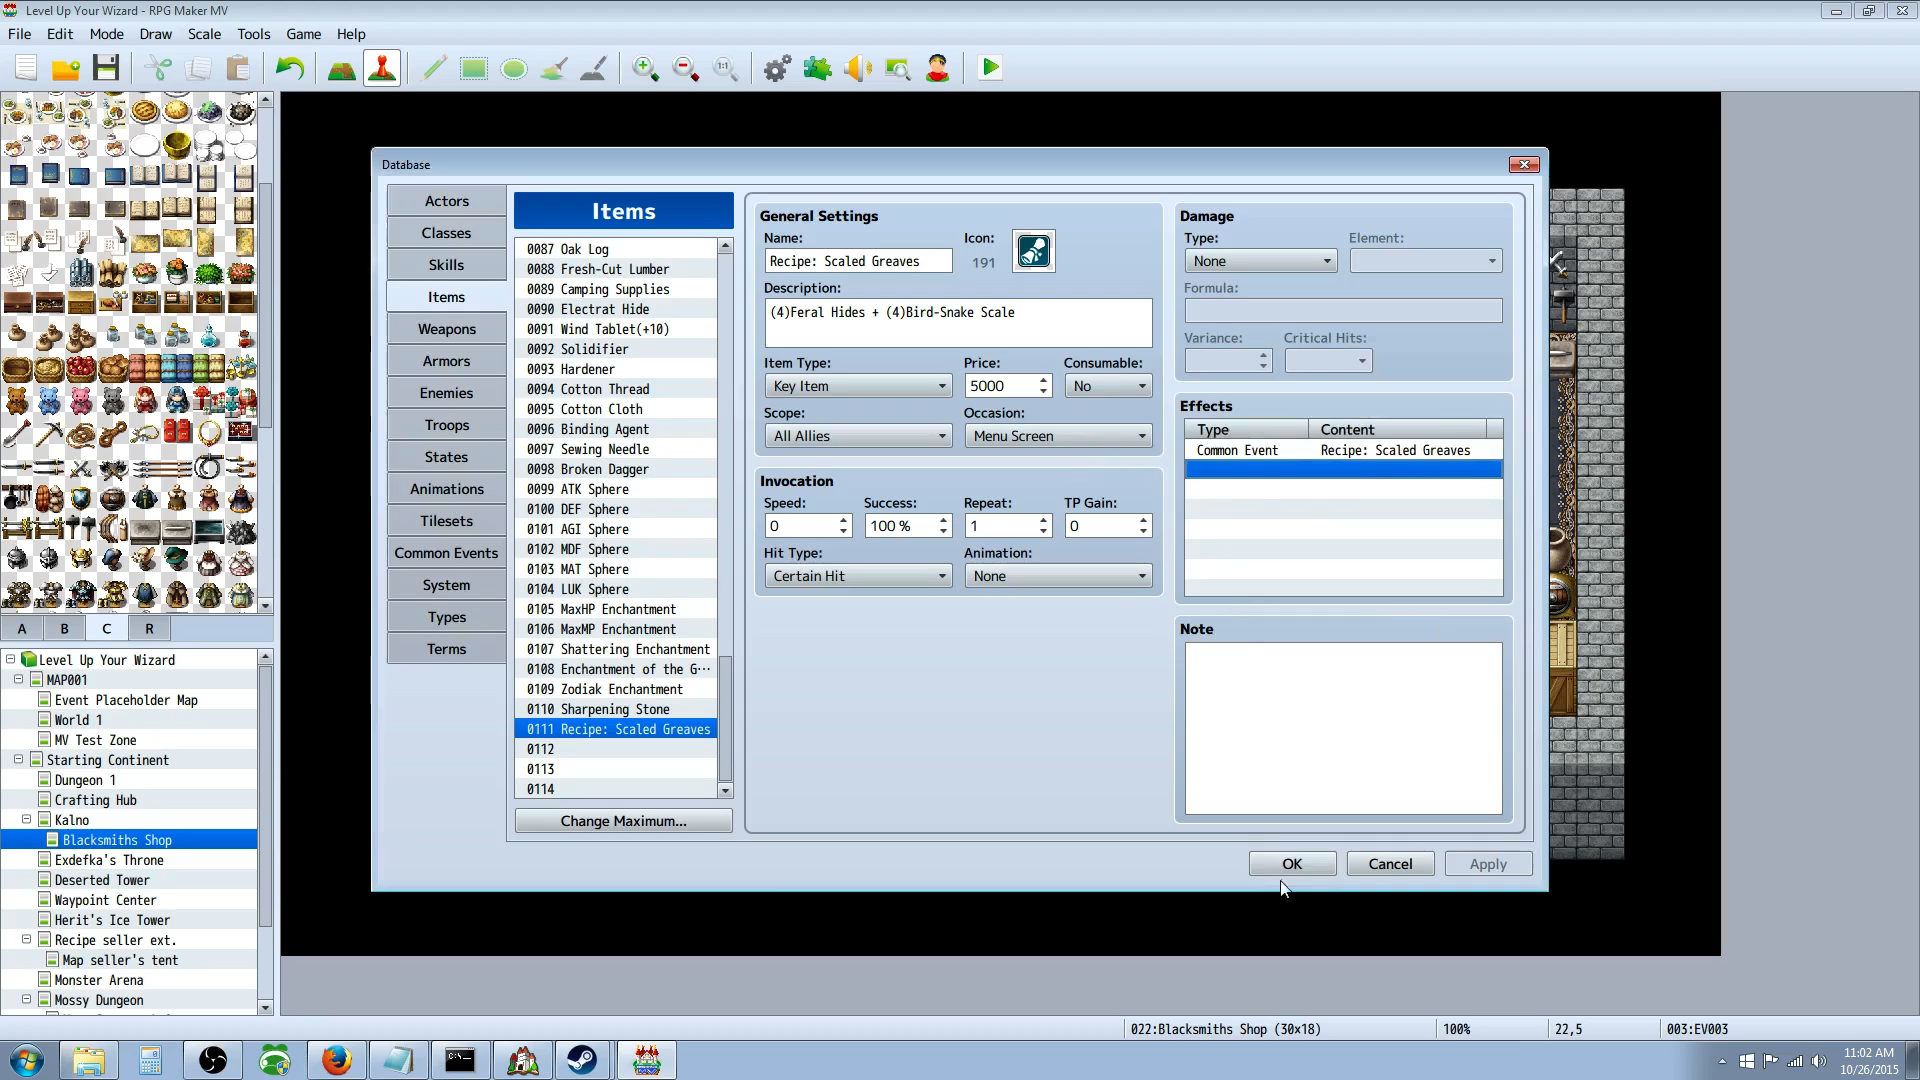 Level Up Your Wizard - RPG Maker MV
File Edit Mode Draw Scale Tools Game Help
1:1
Database
Actors
Classes
Skills
Items
Weapons
Armors
Enemies
Troops
States
Animations
Tilesets
Common Events
System
Types
Terms
Items
0087 Oak Log
0088 Fresh-Cut Lumber
0089 Camping Supplies
0090 Electrat Hide
0091 Wind Tablet(+10)
0092 Solidifier
0093 Hardener
0094 Cotton Thread
0095 Cotton Cloth
0096 Binding Agent
0097 Sewing Needle
0098 Broken Dagger
0099 ATK Sphere
0100 DEF Sphere
0101 AGI Sphere
0102 MDF Sphere
0103 MAT Sphere
0104 LUK Sphere
0105 MaxHP Enchantment
0106 MaxMP Enchantment
0107 Shattering Enchantment
0108 Enchantment of the G···
0109 Zodiak Enchantment
0110 Sharpening Stone
0111 Recipe: Scaled Greaves
0112
0113
0114
Change Maximum...
General Settings
Name: Icon:
Recipe: Scaled Greaves 191
Description:
(4)Feral Hides + (4)Bird-Snake Scale
Item Type: Price: Consumable:
Key Item 5000 No
Scope: Occasion:
All Allies Menu Screen
Invocation
Speed: Success: Repeat: TP Gain:
0 100 % 1 0
Hit Type: Animation:
Certain Hit None
Damage
Type: Element:
None
Formula:
Variance: Critical Hits:
Effects
Type Content
Common Event Recipe: Scaled Greaves
Note
OK Cancel Apply
A B C R
Level Up Your Wizard
MAP001
Event Placeholder Map
World 1
MV Test Zone
Starting Continent
Dungeon 1
Crafting Hub
Kalno
Blacksmiths Shop
Exdefka's Throne
Deserted Tower
Waypoint Center
Herit's Ice Tower
Recipe seller ext.
Map seller's tent
Monster Arena
Mossy Dungeon
022:Blacksmiths Shop (30x18) 100% 22,5 003:EV003
C:\_
11:02 AM
10/26/2015